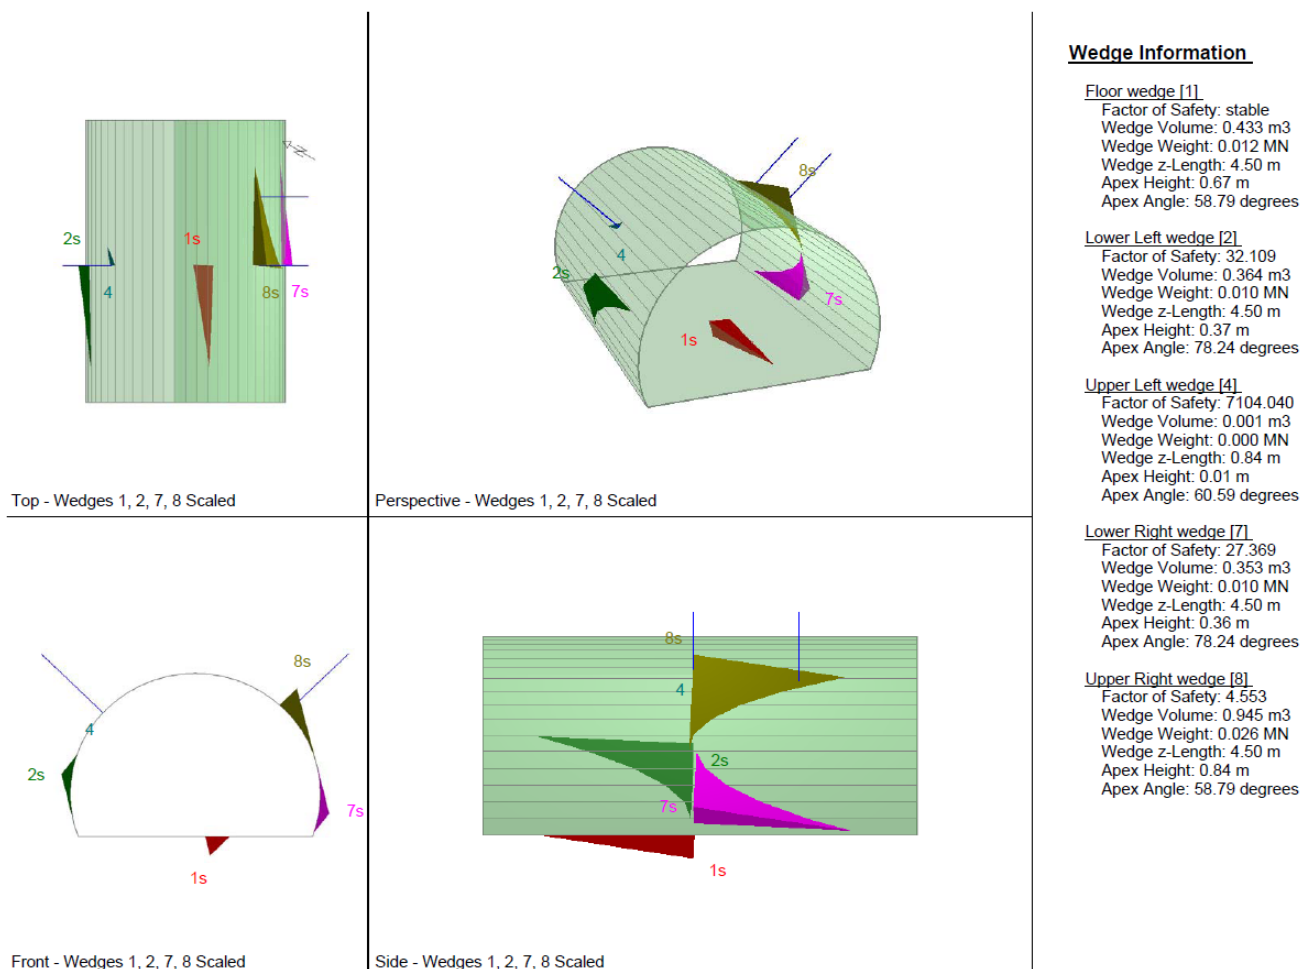 2s
1s
4
8s
7s
N
Top - Wedges 1, 2, 7, 8 Scaled
8s
4
2s
7s
1s
Perspective - Wedges 1, 2, 7, 8 Scaled
8s
4
2s
7s
1s
Front - Wedges 1, 2, 7, 8 Scaled
8s
4
2s
7s
1s
Side - Wedges 1, 2, 7, 8 Scaled
Wedge Information
Floor wedge [1]
Factor of Safety: stable
Wedge Volume: 0.433 m3
Wedge Weight: 0.012 MN
Wedge z-Length: 4.50 m
Apex Height: 0.67 m
Apex Angle: 58.79 degrees
Lower Left wedge [2]
Factor of Safety: 32.109
Wedge Volume: 0.364 m3
Wedge Weight: 0.010 MN
Wedge z-Length: 4.50 m
Apex Height: 0.37 m
Apex Angle: 78.24 degrees
Upper Left wedge [4]
Factor of Safety: 7104.040
Wedge Volume: 0.001 m3
Wedge Weight: 0.000 MN
Wedge z-Length: 0.84 m
Apex Height: 0.01 m
Apex Angle: 60.59 degrees
Lower Right wedge [7]
Factor of Safety: 27.369
Wedge Volume: 0.353 m3
Wedge Weight: 0.010 MN
Wedge z-Length: 4.50 m
Apex Height: 0.36 m
Apex Angle: 78.24 degrees
Upper Right wedge [8]
Factor of Safety: 4.553
Wedge Volume: 0.945 m3
Wedge Weight: 0.026 MN
Wedge z-Length: 4.50 m
Apex Height: 0.84 m
Apex Angle: 58.79 degrees